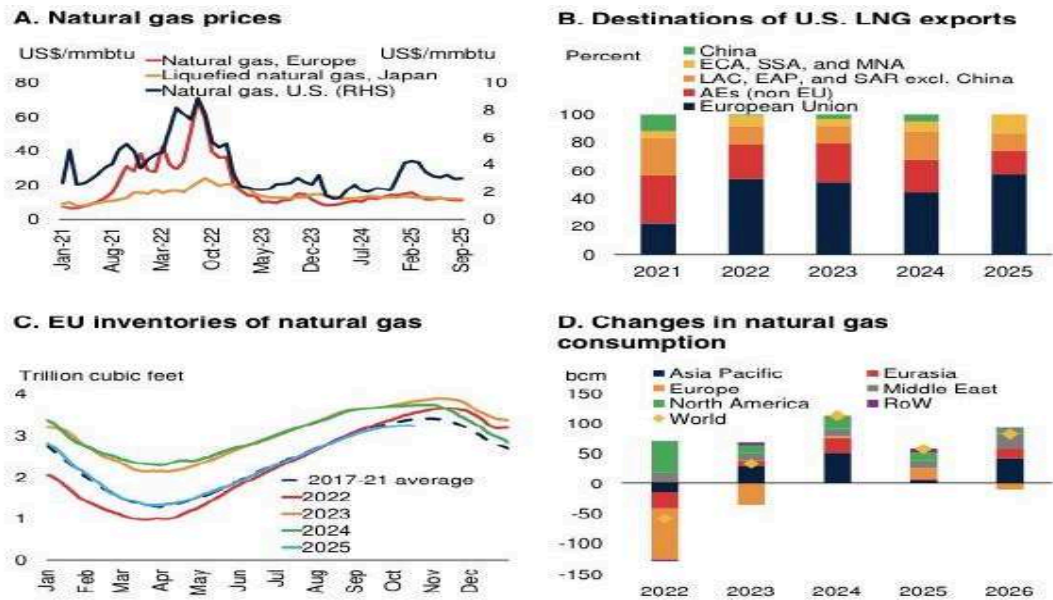 A. Natural gas prices
US$/mmbtu
US$/mmbtu
Natural gas, Europe
Liquefied natural gas, Japan
Natural gas, U.S. (RHS)
80
60
40
20
0
10
8
6
4
2
0
Jan-21
Aug-21
Mar-22
Oct-22
May-23
Dec-23
Jul-24
Feb-25
Sep-25
B. Destinations of U.S. LNG exports
Percent
China
ECA, SSA, and MNA
LAC, EAP, and SAR excl. China
AEs (non EU)
European Union
100
80
60
40
20
0
2021
2022
2023
2024
2025
C. EU inventories of natural gas
Trillion cubic feet
4
3
2
1
0
2017-21 average
2022
2023
2024
2025
Jan
Feb
Mar
Apr
May
Jun
Jul
Aug
Sep
Oct
Nov
Dec
D. Changes in natural gas
consumption
bcm
Asia Pacific
Eurasia
Europe
Middle East
North America
RoW
World
150
100
50
0
-50
-100
-150
2022
2023
2024
2025
2026